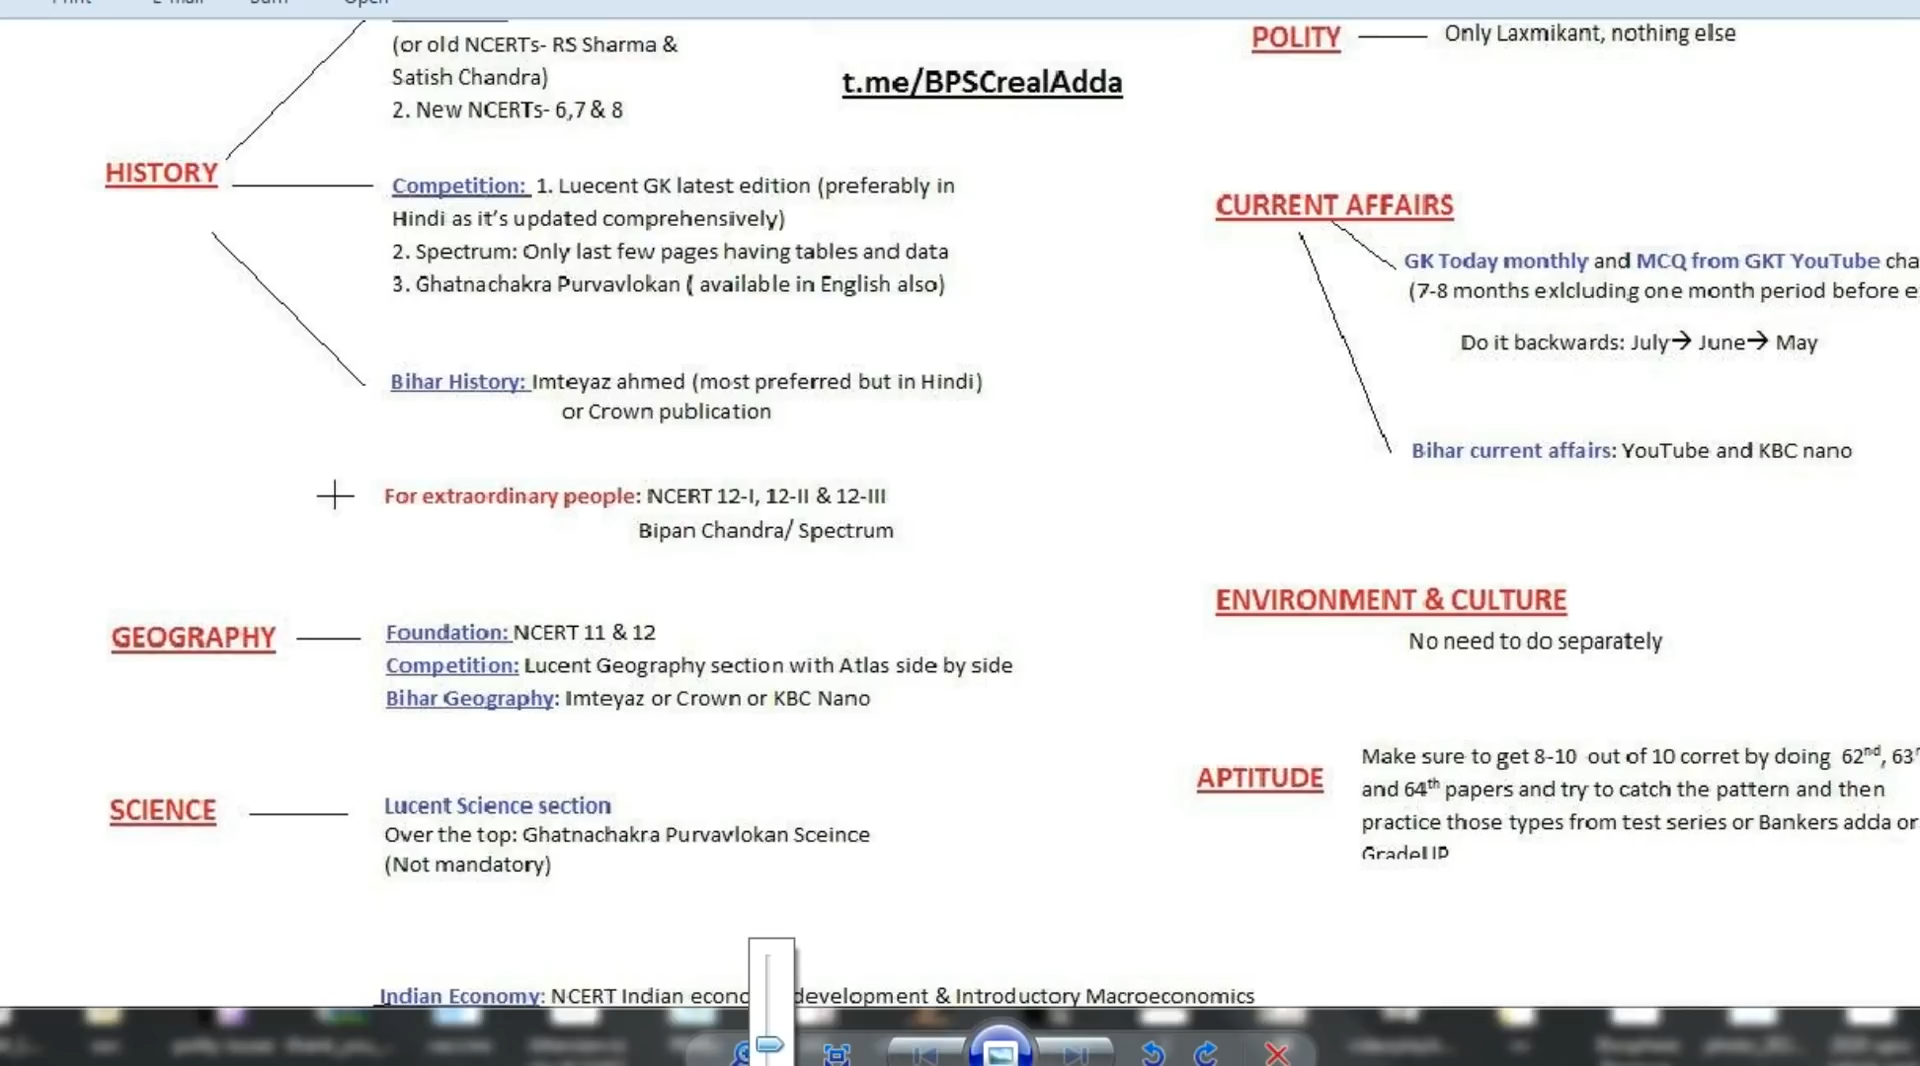 (or old NCERTs- RS Sharma &
Satish Chandra)
2. New NCERTs- 6,7 & 8
t.me/BPSCrealAdda
HISTORY
Competition: 1. Luecent GK latest edition (preferably in
Hindi as it's updated comprehensively)
2. Spectrum: Only last few pages having tables and data
3. Ghatnachakra Purvavlokan ( available in English also)
Bihar History: Imteyaz ahmed (most preferred but in Hindi)
or Crown publication
For extraordinary people: NCERT 12-I, 12-II & 12-III
Bipan Chandra/ Spectrum
GEOGRAPHY
Foundation: NCERT 11 & 12
Competition: Lucent Geography section with Atlas side by side
Bihar Geography: Imteyaz or Crown or KBC Nano
SCIENCE
Lucent Science section
Over the top: Ghatnachakra Purvavlokan Sceince
(Not mandatory)
Indian Economy: NCERT Indian econo development & Introductory Macroeconomics
POLITY
Only Laxmikant, nothing else
CURRENT AFFAIRS
GK Today monthly and MCQ from GKT YouTube cha
(7-8 months exlcluding one month period before e
Do it backwards: July→ June→ May
Bihar current affairs: YouTube and KBC nano
ENVIRONMENT & CULTURE
No need to do separately
APTITUDE
Make sure to get 8-10 out of 10 corret by doing 62nd, 63r
and 64th papers and try to catch the pattern and then
practice those types from test series or Bankers adda or
GradeUP